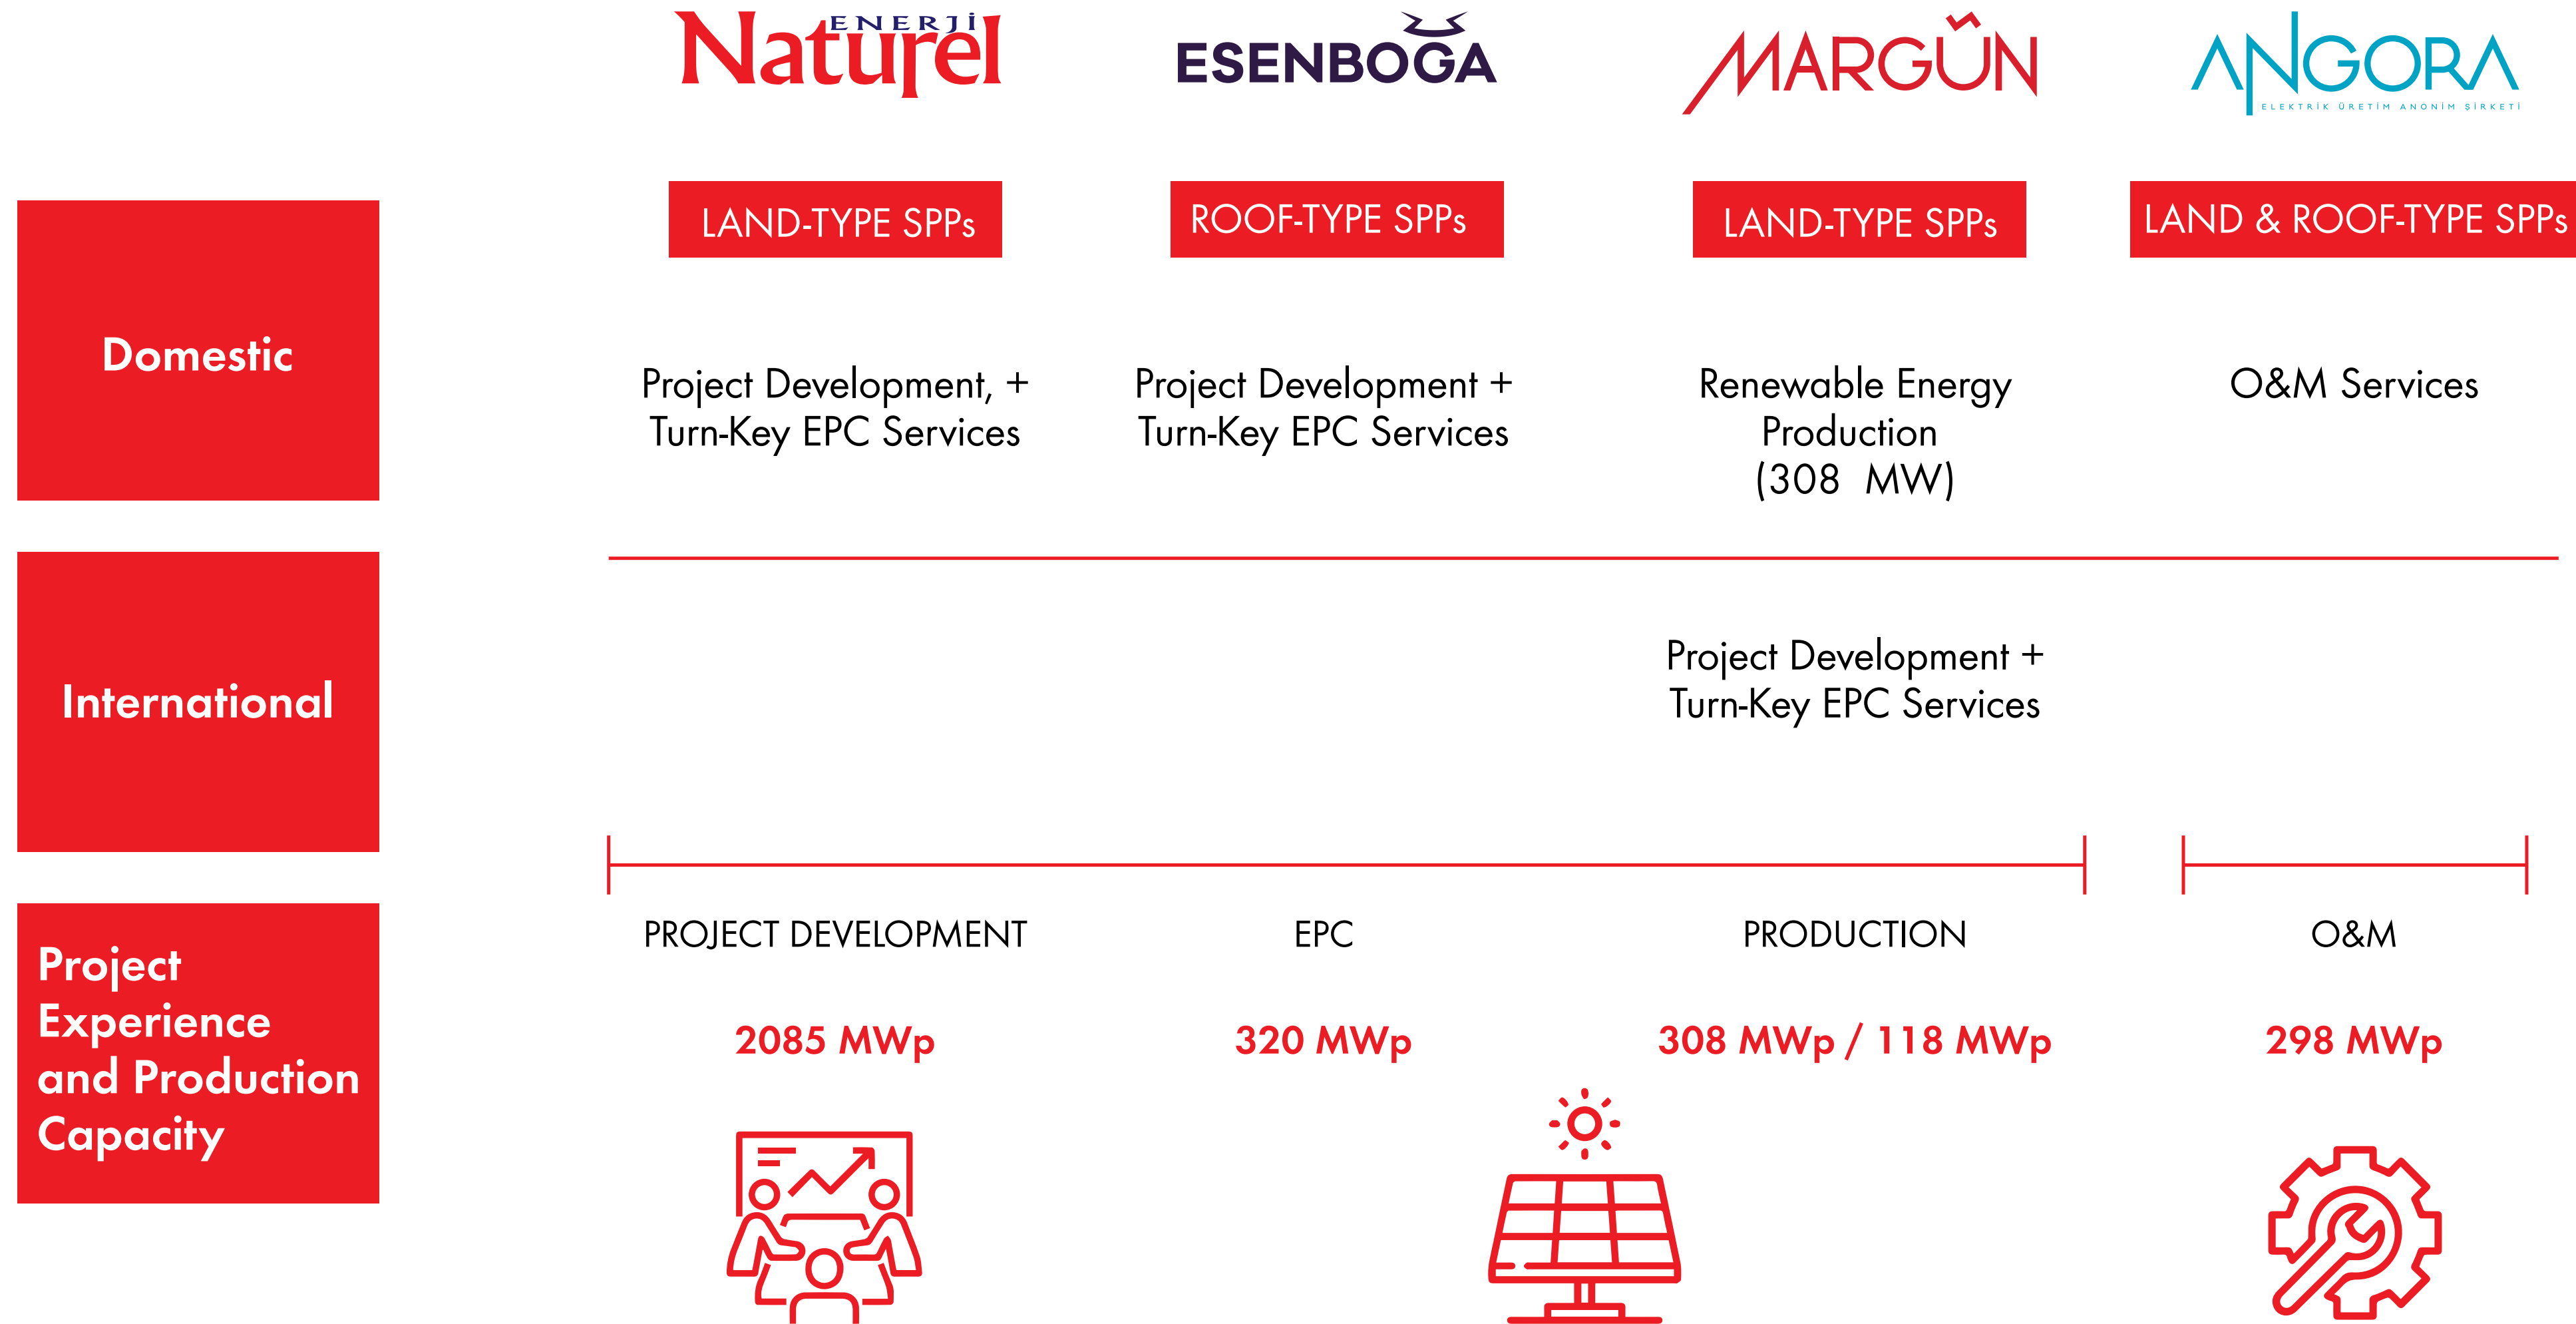 ENERJİ
Naturel
ESENBOGA
MARGÜN
ANGORA
ELEKTRİK ÜRETİM ANONİM ŞİRKETİ
LAND-TYPE SPPs
ROOF-TYPE SPPs
LAND-TYPE SPPs
LAND & ROOF-TYPE SPPs
Domestic
Project Development, +
Turn-Key EPC Services
Project Development +
Turn-Key EPC Services
Renewable Energy
Production
(308 MW)
O&M Services
International
Project Development +
Turn-Key EPC Services
Project
Experience
and Production
Capacity
PROJECT DEVELOPMENT
EPC
PRODUCTION
O&M
2085 MWp
320 MWp
308 MWp / 118 MWp
298 MWp